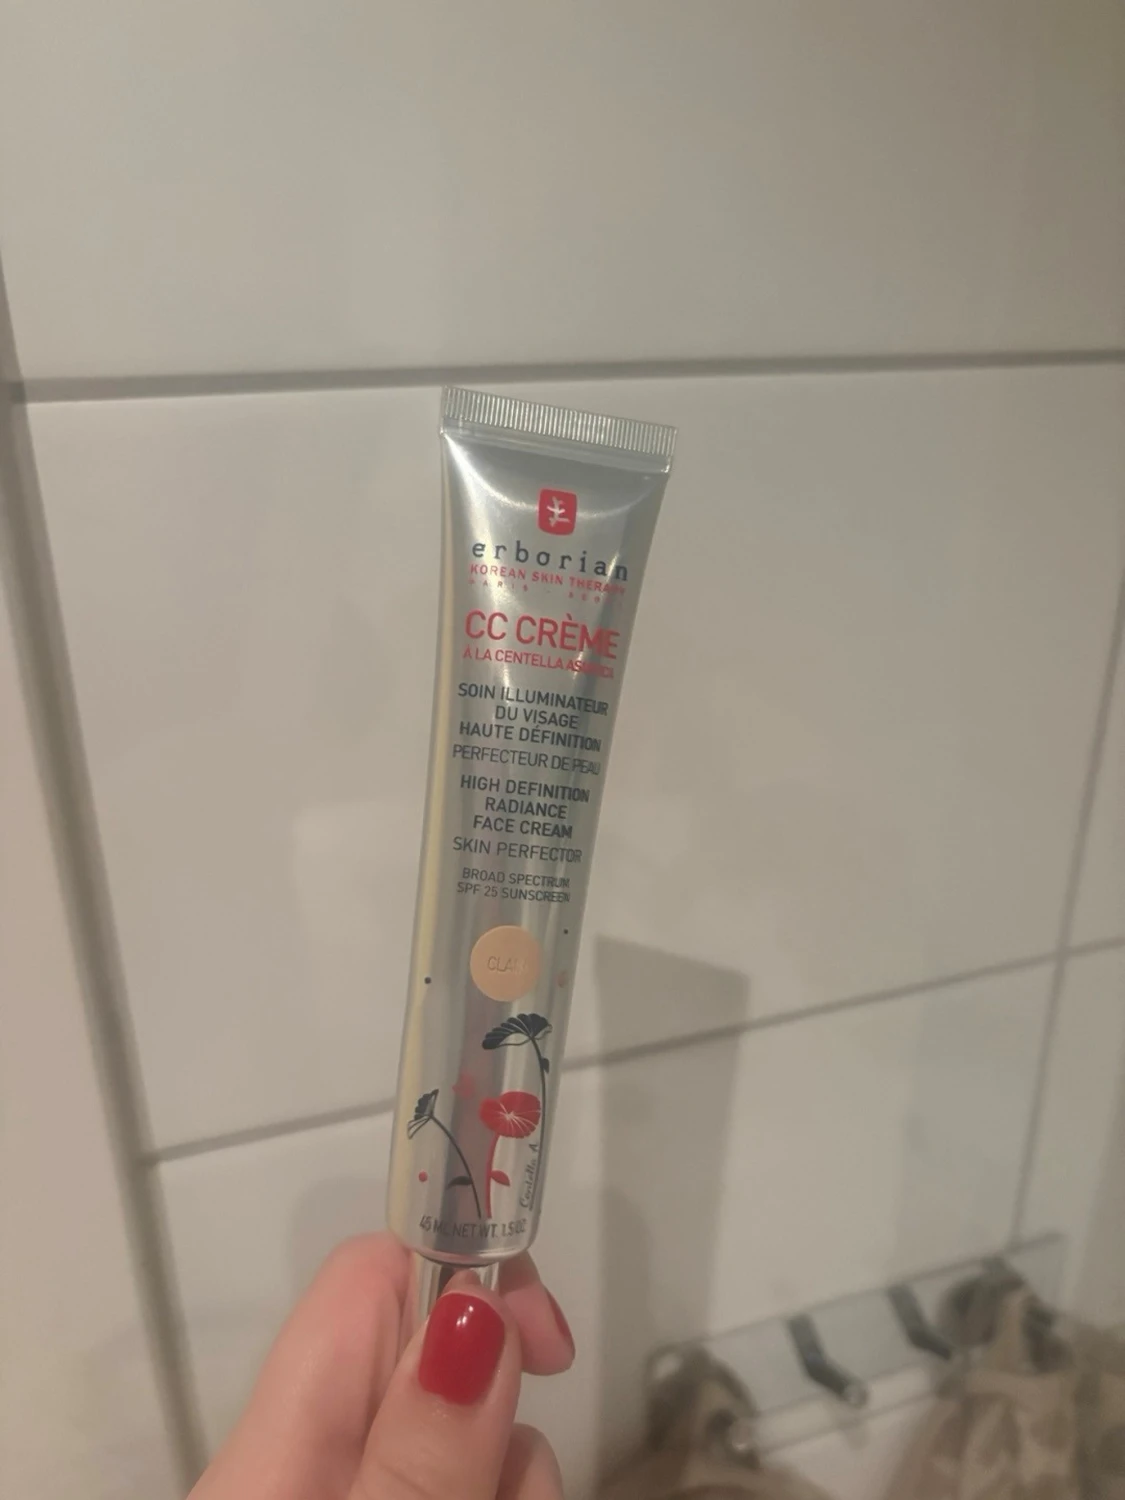 erborian
KOREAN SKIN THERAPY
CC CRÈME
À LA CENTELLA ASIATICA
SOIN ILLUMINATEUR
DU VISAGE
HAUTE DÉFINITION
PERFECTEUR DE PEAU
HIGH DEFINITION
RADIANCE
FACE CREAM
SKIN PERFECTOR
BROAD SPECTRUM
SPF 25 SUNSCREEN
Centella A.
45 ML NET WT. 1.5 OZ